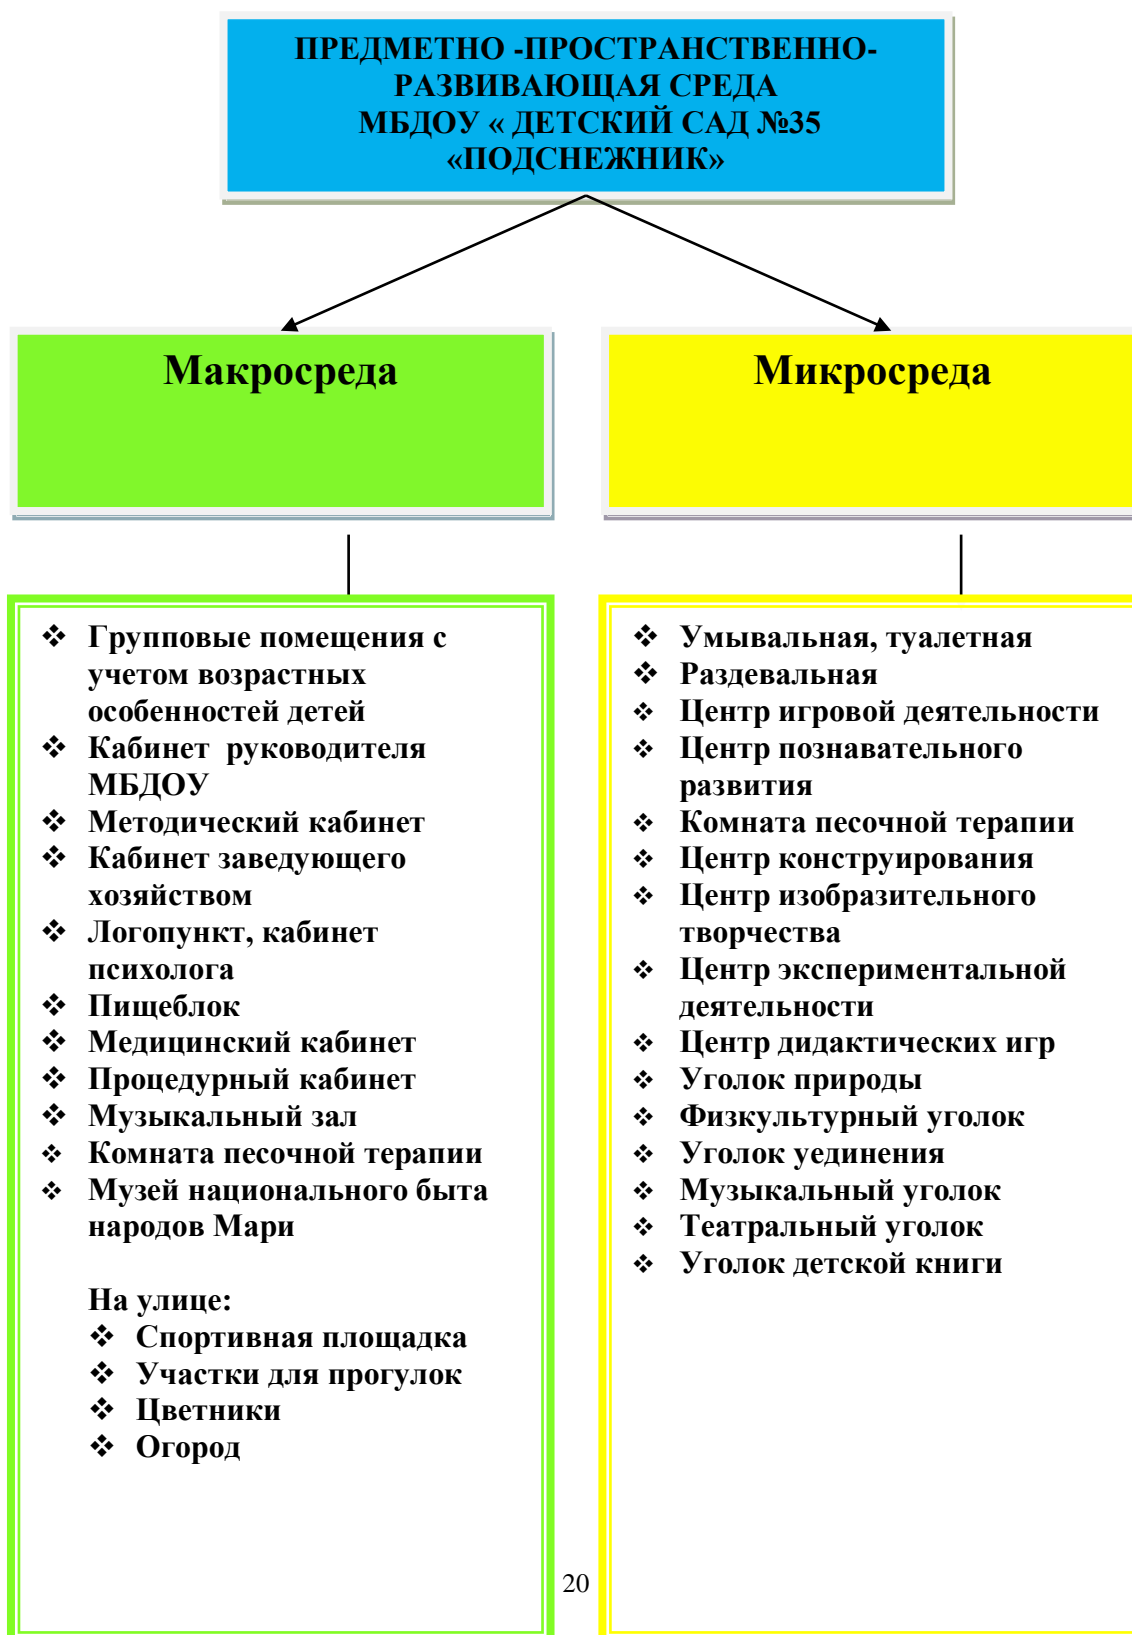 ПРЕДМЕТНО -ПРОСТРАНСТВЕННО-
РАЗВИВАЮЩАЯ СРЕДА
МБДОУ « ДЕТСКИЙ САД №35
«ПОДСНЕЖНИК»
Макросреда
❖ Групповые помещения с
учетом возрастных
особенностей детей
❖ Кабинет руководителя
МБДОУ
❖ Методический кабинет
❖ Кабинет заведующего
хозяйством
❖ Логопункт, кабинет
психолога
❖ Пищеблок
❖ Медицинский кабинет
❖ Процедурный кабинет
❖ Музыкальный зал
❖ Комната песочной терапии
❖ Музей национального быта
народов Мари
На улице:
❖ Спортивная площадка
❖ Участки для прогулок
❖ Цветники
❖ Огород
Микросреда
❖ Умывальная, туалетная
❖ Раздевальная
❖ Центр игровой деятельности
❖ Центр познавательного
развития
❖ Комната песочной терапии
❖ Центр конструирования
❖ Центр изобразительного
творчества
❖ Центр экспериментальной
деятельности
❖ Центр дидактических игр
❖ Уголок природы
❖ Физкультурный уголок
❖ Уголок уединения
❖ Музыкальный уголок
❖ Театральный уголок
❖ Уголок детской книги
20